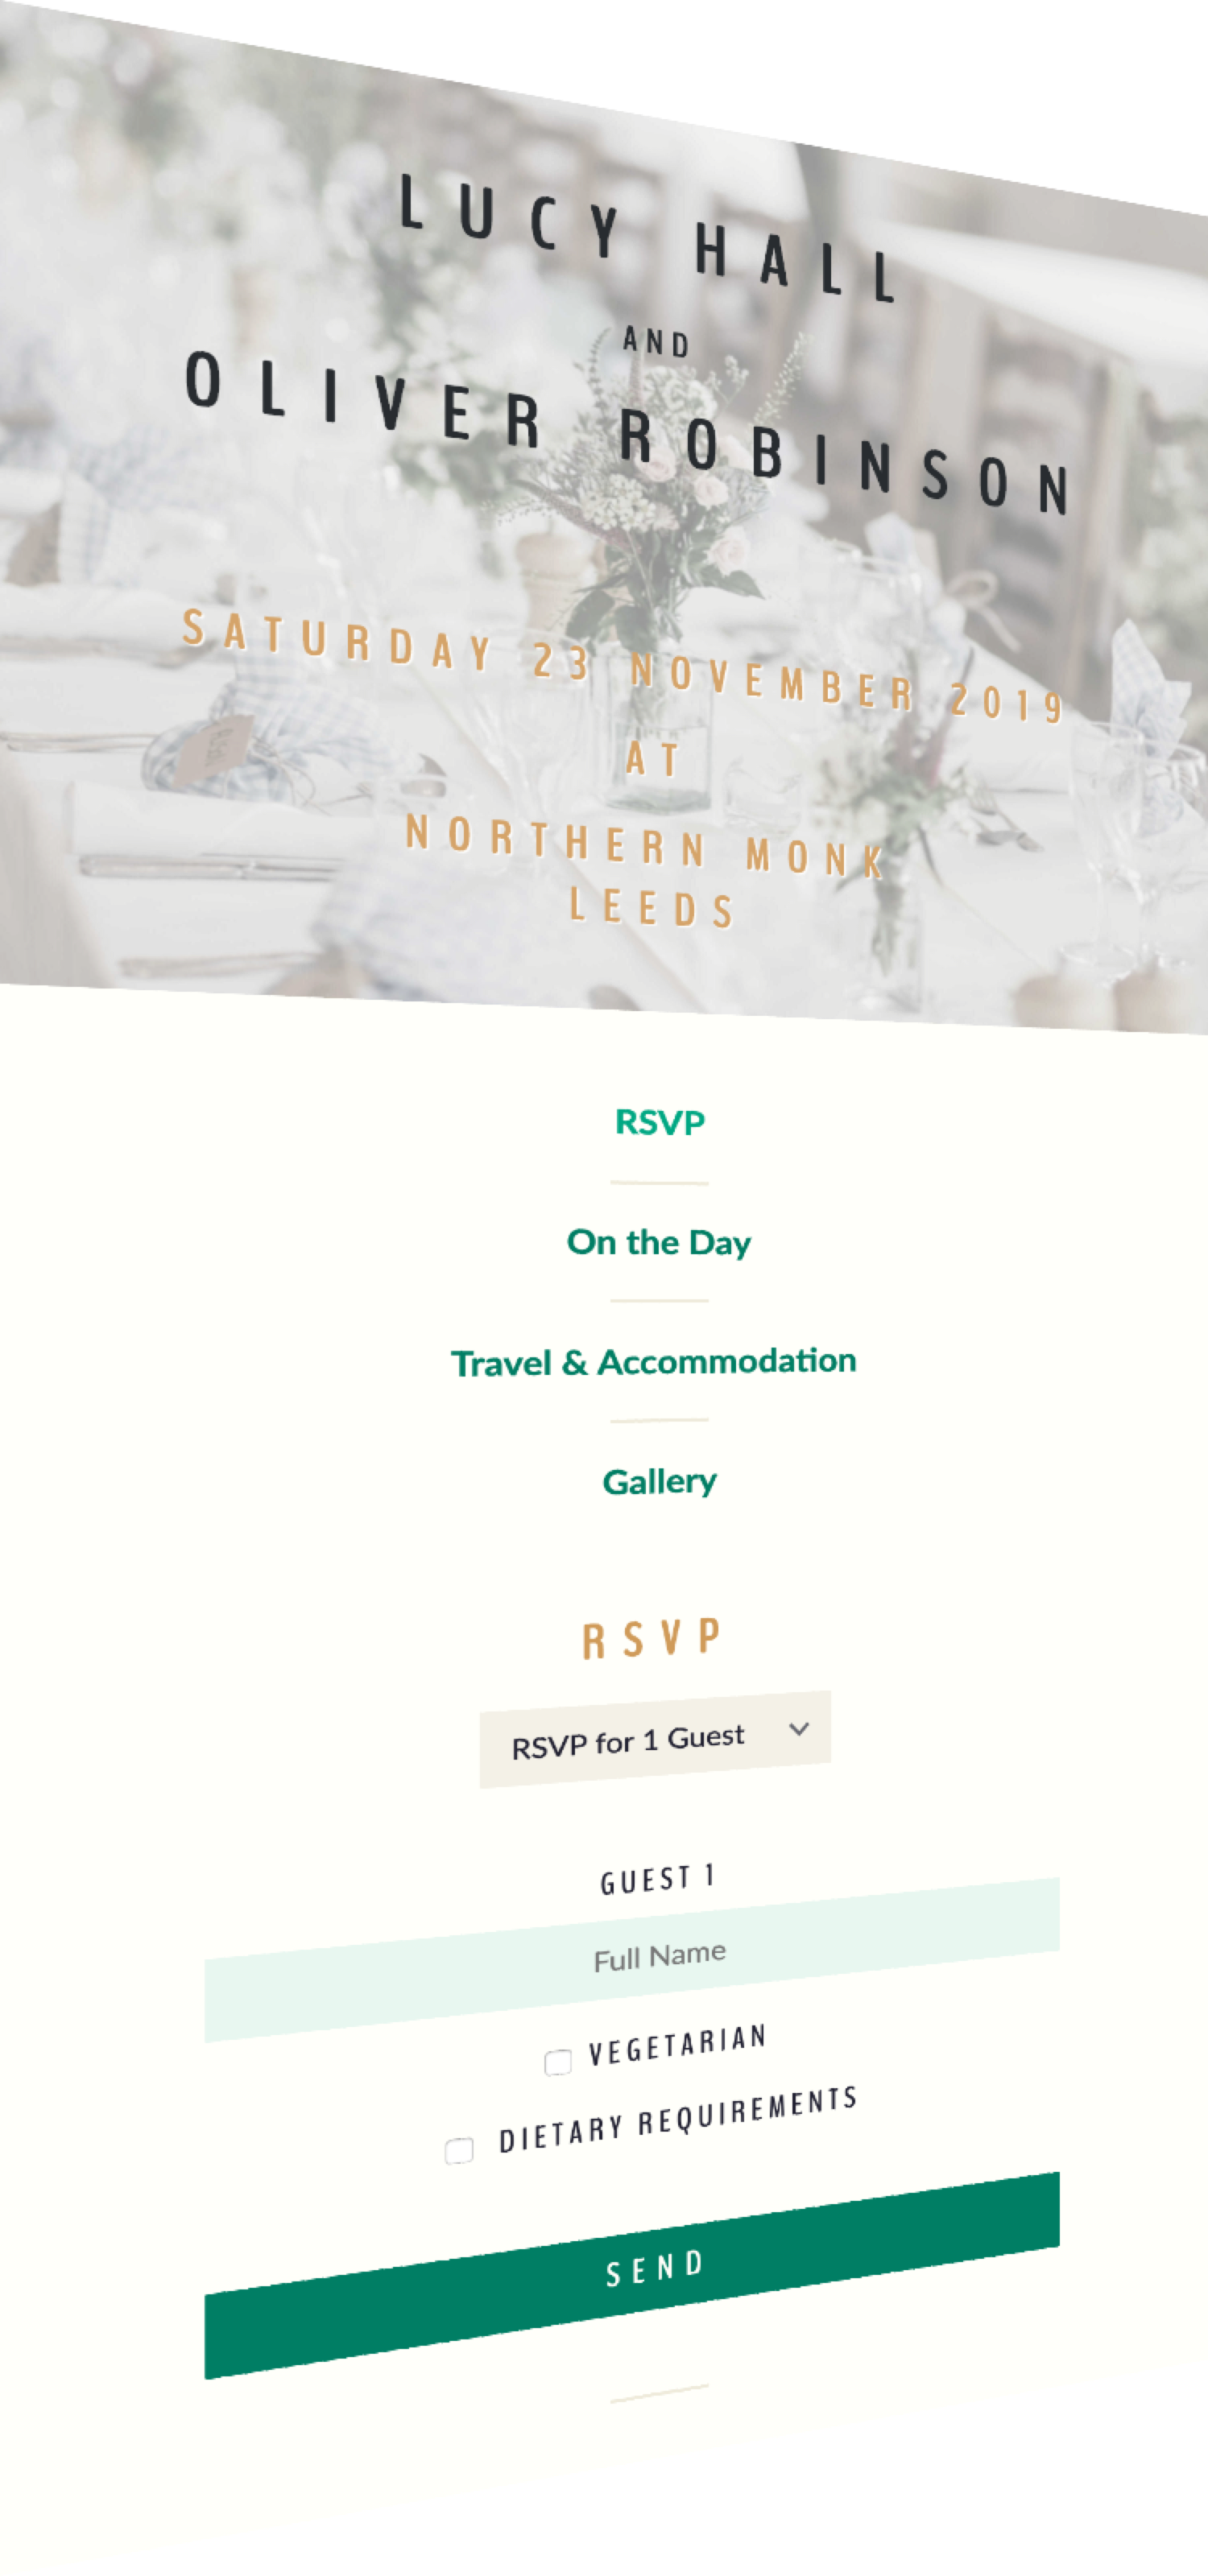 LUCY HALL
AND
OLIVER ROBINSON
SATURDAY 23 NOVEMBER 2019
AT
NORTHERN MONK
LEEDS
RSVP
On the Day
Travel & Accommodation
Gallery
RSVP
RSVP for 1 Guest
GUEST 1
Full Name
VEGETARIAN
DIETARY REQUIREMENTS
SEND